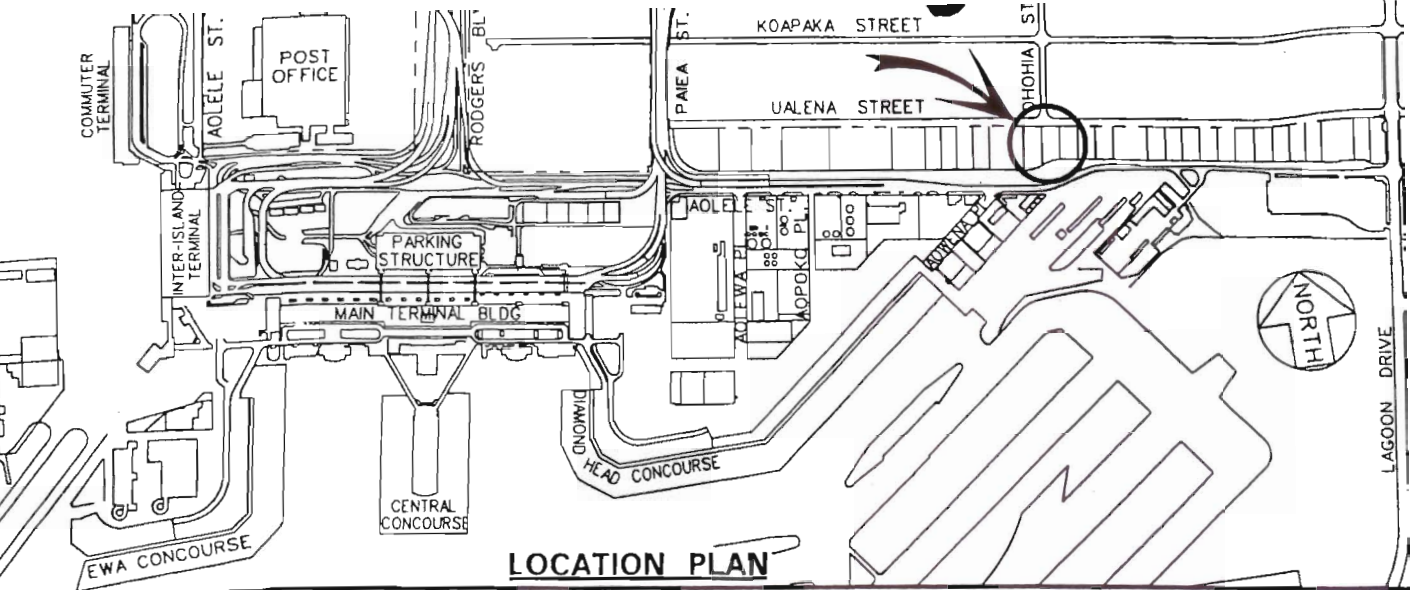 KOAPAKA STREET
UALENA STREET
AOLELE ST.
POST
OFFICE
COMMUTER
TERMINAL
RODGERS
PAIEA ST.
OHOHIA ST
INTER-ISLAND
TERMINAL
PARKING
STRUCTURE
MAIN TERMINAL BLDG
AOLELE ST.
AOLEWA PL
AOPOKO PL
AOWENA PL
NORTH
LAGOON DRIVE
DIAMOND
HEAD CONCOURSE
CENTRAL
CONCOURSE
EWA CONCOURSE
LOCATION PLAN